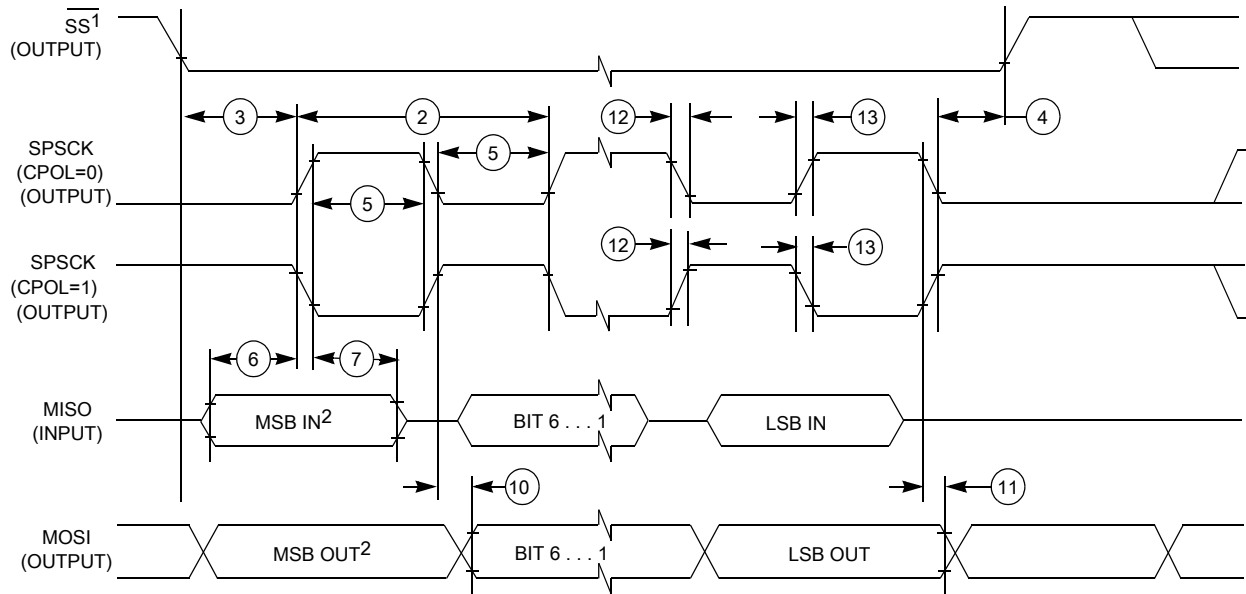 SS1
(OUTPUT)
3
2
12
13
4
SPSCK
(CPOL=0)
(OUTPUT)
5
5
12
13
SPSCK
(CPOL=1)
(OUTPUT)
6
7
MISO
(INPUT)
MSB IN2
BIT 6 . . . 1
LSB IN
10
11
MOSI
(OUTPUT)
MSB OUT2
BIT 6 . . . 1
LSB OUT